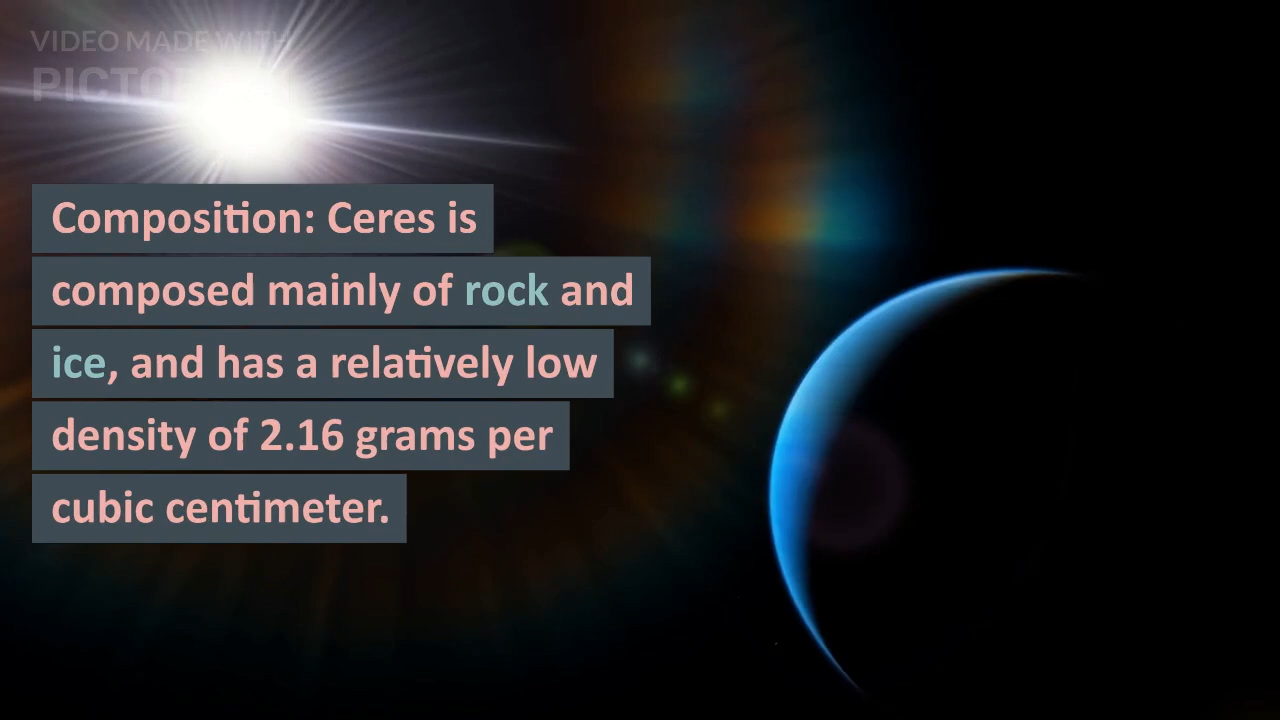 VIDEO MADE WITH
Composition: Ceres is
composed mainly of rock and
ice, and has a relatively low
density of 2.16 grams per
cubic centimeter.